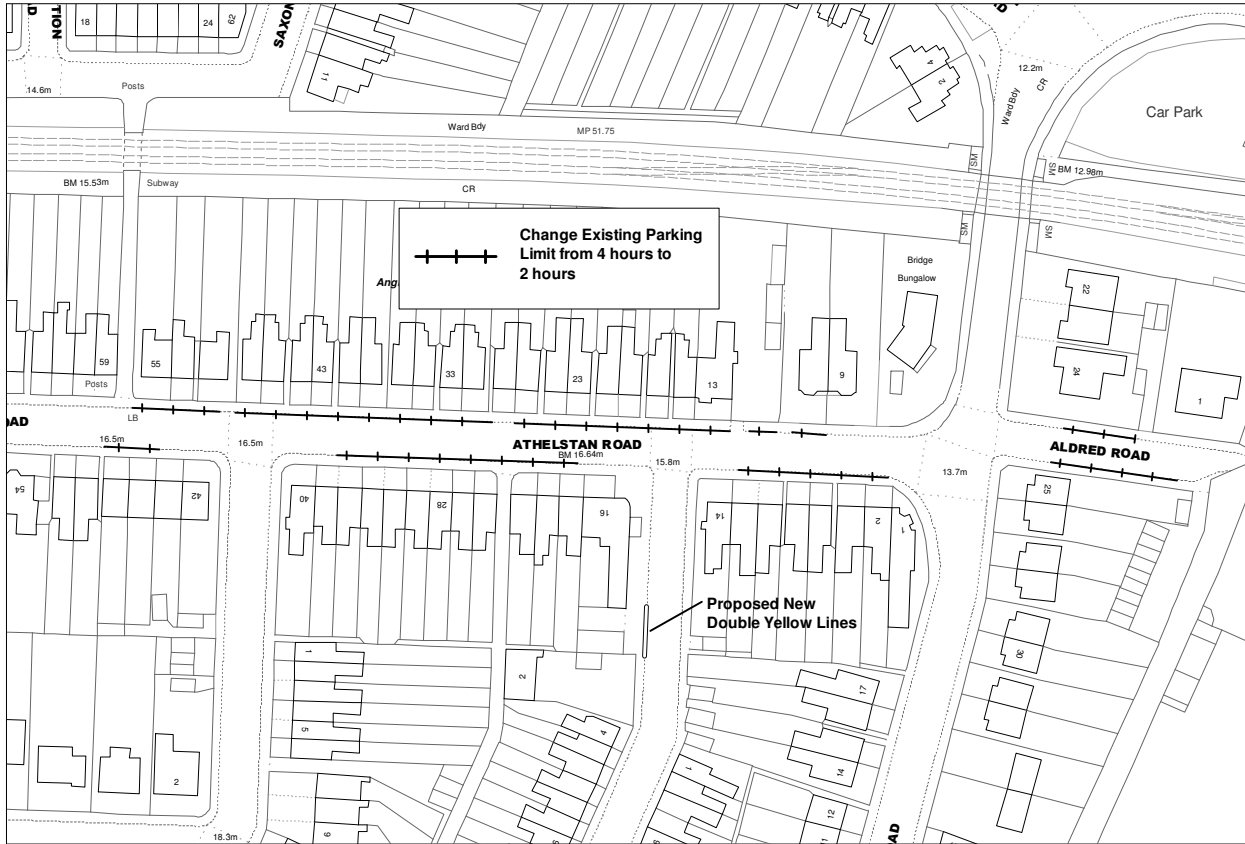 18
24
62
SAXON
11
4
2
12.2m
CR
Ward Bdy
Car Park
14.6m
Posts
Ward Bdy
MP 51.75
SM
SM
BM 12.98m
BM 15.53m
Subway
CR
SM
SM
Change Existing Parking
Limit from 4 hours to
2 hours
Bridge
Bungalow
22
24
1
59
55
43
33
23
13
9
Posts
LB
16.5m
16.5m
ATHELSTAN ROAD
BM 16.64m
15.8m
13.7m
ALDRED ROAD
54
42
40
28
16
14
2
1
25
Proposed New
Double Yellow Lines
30
1
5
2
4
17
14
1
12
2
18.3m